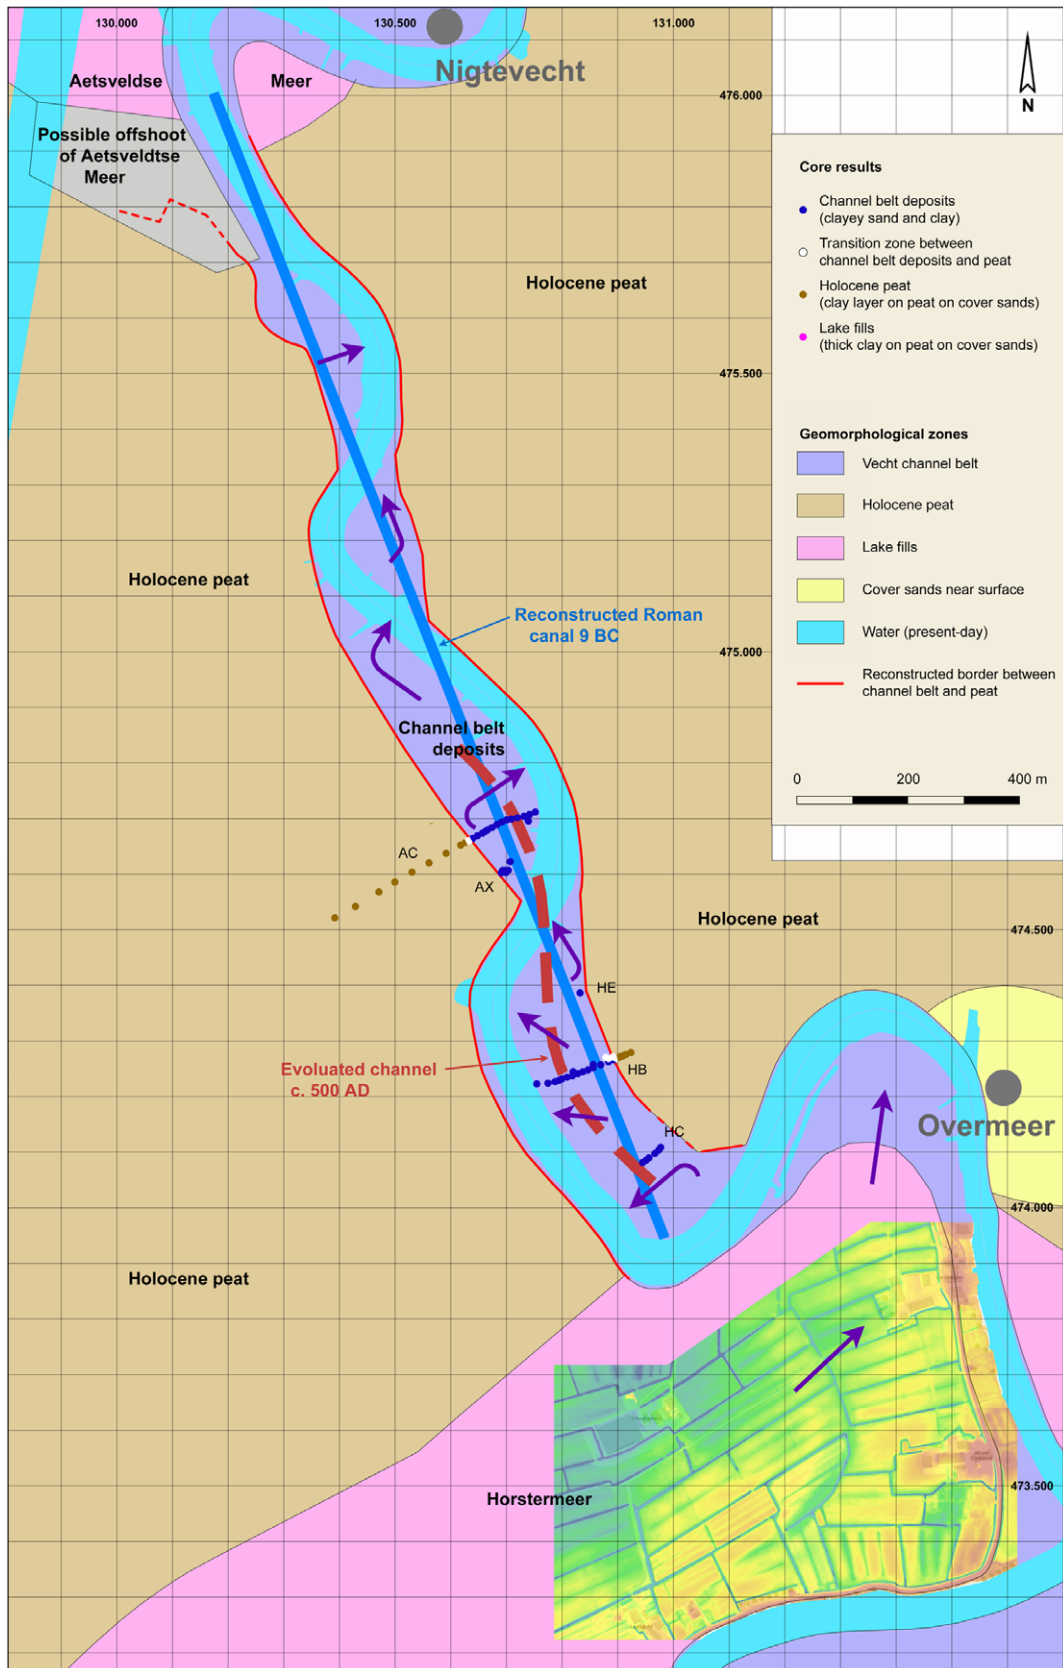 130.000
130.500
131.000
Nigtevecht
Aetsveldse
Meer
476.000
N
Possible offshoot
of Aetsveldtse
Meer
Core results
Channel belt deposits
(clayey sand and clay)
Transition zone between
channel belt deposits and peat
Holocene peat
(clay layer on peat on cover sands)
Lake fills
(thick clay on peat on cover sands)
Holocene peat
475.500
Geomorphological zones
Vecht channel belt
Holocene peat
Lake fills
Cover sands near surface
Water (present-day)
Reconstructed border between
channel belt and peat
0
200
400 m
Holocene peat
Reconstructed Roman
canal 9 BC
475.000
Channel belt
deposits
AC
AX
Holocene peat
474.500
HE
HB
Evoluated channel
c. 500 AD
HC
Overmeer
474.000
Holocene peat
Horstermeer
473.500